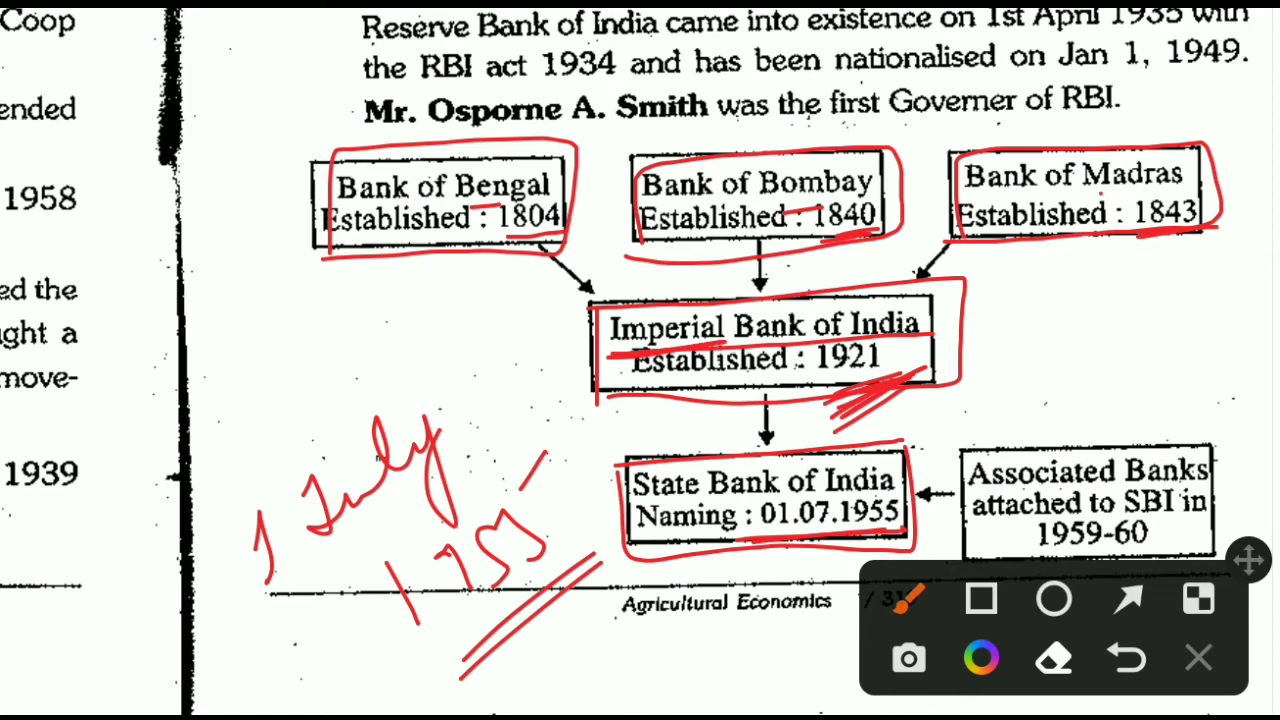 Coop
ended
1958
ed the
ght a
move-
1939
Reserve Bank of India came into existence on 1st April 1935 with
the RBI act 1934 and has been nationalised on Jan 1, 1949.
Mr. Osporne A. Smith was the first Governer of RBI.
Bank of Bengal
Established : 1804
Bank of Bombay
Established : 1840
Bank of Madras
Established : 1843
Imperial Bank of India
Established : 1921
State Bank of India
Naming : 01.07.1955
Associated Banks
attached to SBI in
1959-60
1 July
1955
Agricultural Economics